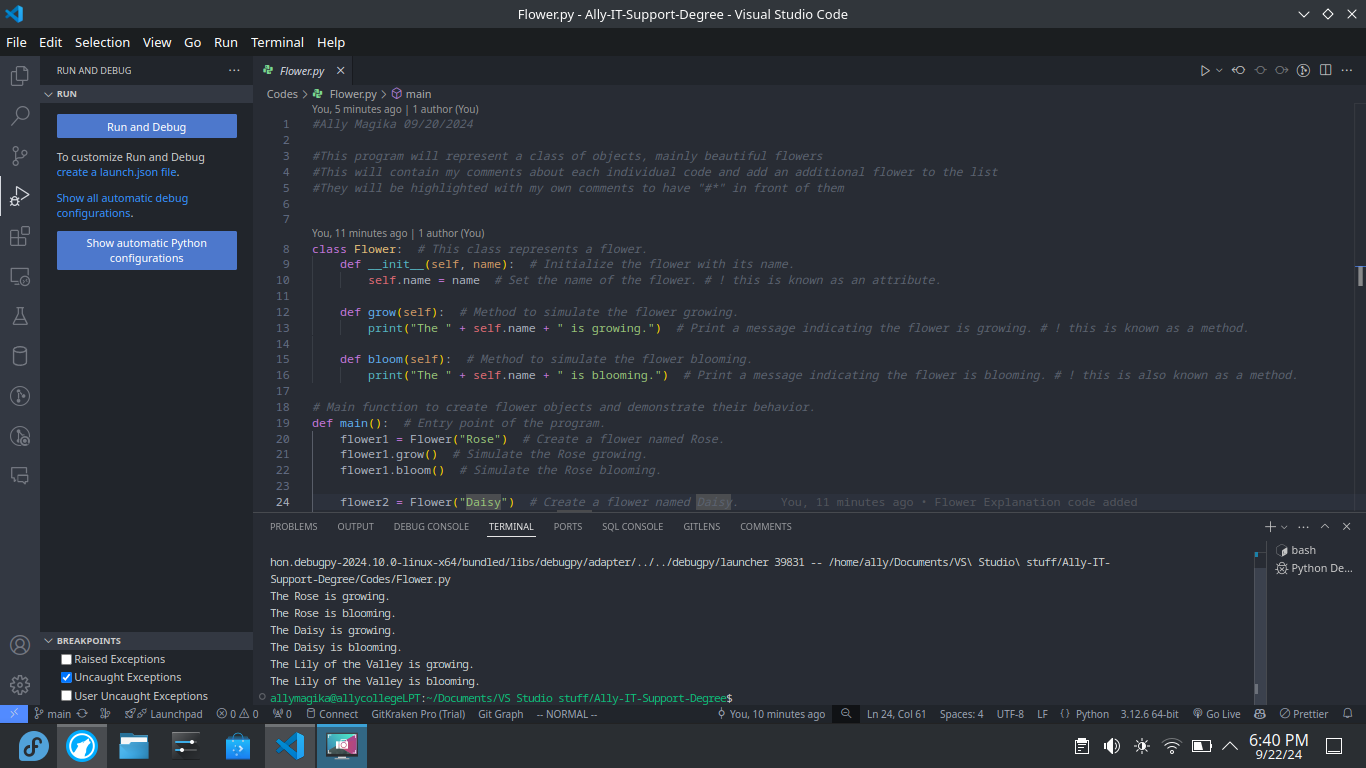 Flower.py - Ally-IT-Support-Degree - Visual Studio Code
File Edit Selection View Go Run Terminal Help
RUN AND DEBUG
RUN
Run and Debug
To customize Run and Debug
create a launch.json file.
Show all automatic debug
configurations.
Show automatic Python
configurations
BREAKPOINTS
Raised Exceptions
Uncaught Exceptions
User Uncaught Exceptions
Flower.py
Codes > Flower.py > main
You, 5 minutes ago | 1 author (You)
1 #Ally Magika 09/20/2024
2
3 #This program will represent a class of objects, mainly beautiful flowers
4 #This will contain my comments about each individual code and add an additional flower to the list
5 #They will be highlighted with my own comments to have "#*" in front of them
6
7
You, 11 minutes ago | 1 author (You)
8 class Flower:  # This class represents a flower.
9     def __init__(self, name):  # Initialize the flower with its name.
10         self.name = name  # Set the name of the flower. # ! this is known as an attribute.
11
12     def grow(self):  # Method to simulate the flower growing.
13         print("The " + self.name + " is growing.")  # Print a message indicating the flower is growing. # ! this is known as a method.
14
15     def bloom(self):  # Method to simulate the flower blooming.
16         print("The " + self.name + " is blooming.")  # Print a message indicating the flower is blooming. # ! this is also known as a method.
17
18 # Main function to create flower objects and demonstrate their behavior.
19 def main():  # Entry point of the program.
20     flower1 = Flower("Rose")  # Create a flower named Rose.
21     flower1.grow()  # Simulate the Rose growing.
22     flower1.bloom()  # Simulate the Rose blooming.
23
24     flower2 = Flower("Daisy")  # Create a flower named Daisy. You, 11 minutes ago • Flower Explanation code added
PROBLEMS OUTPUT DEBUG CONSOLE TERMINAL PORTS SQL CONSOLE GITLENS COMMENTS
hon.debugpy-2024.10.0-linux-x64/bundled/libs/debugpy/adapter/../../debugpy/launcher 39831 -- /home/ally/Documents/VS\ Studio\ stuff/Ally-IT-
Support-Degree/Codes/Flower.py
The Rose is growing.
The Rose is blooming.
The Daisy is growing.
The Daisy is blooming.
The Lily of the Valley is growing.
The Lily of the Valley is blooming.
allymagika@allycollegeLPT:~/Documents/VS Studio stuff/Ally-IT-Support-Degree$
bash
Python De...
main Launchpad 0 0 0 Connect GitKraken Pro (Trial) Git Graph -- NORMAL -- You, 10 minutes ago Ln 24, Col 61 Spaces: 4 UTF-8 LF {} Python 3.12.6 64-bit Go Live Prettier
6:40 PM
9/22/24